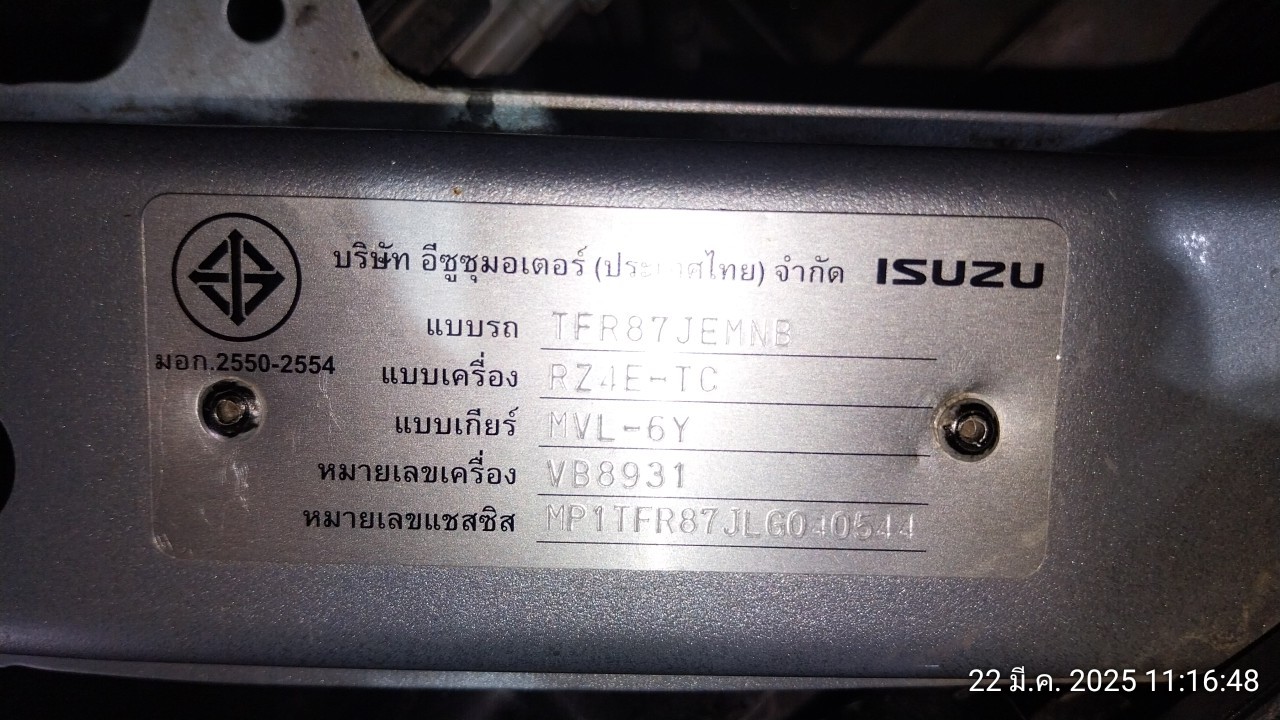 บริษัท อีซูซุมอเตอร์ (ประเทศไทย) จำกัด ISUZU
แบบรถ TFR87JEMNB
มอก.2550-2554
แบบเครื่อง RZ4E-TC
แบบเกียร์ MVL-6Y
หมายเลขเครื่อง VB8931
หมายเลขแชสซิส MP1TFR87JLG040544
22 มี.ค. 2025 11:16:48